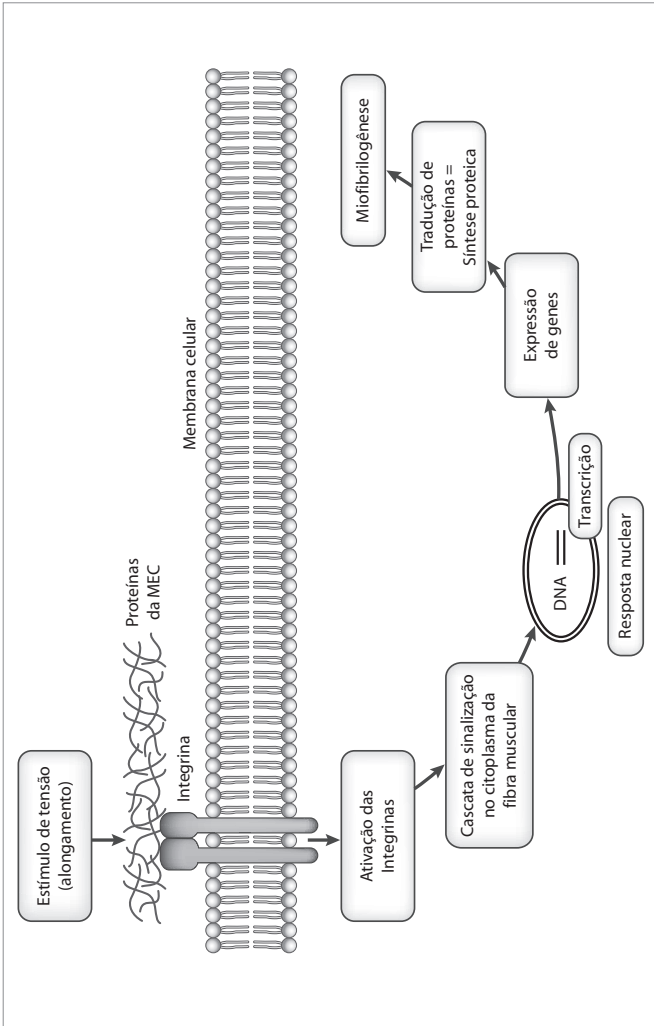 Estímulo de tensão
(alongamento)
Proteínas
da MEC
Integrina
Membrana celular
Ativação das
Integrinas
Cascata de sinalização
no citoplasma da
fibra muscular
DNA
Transcrição
Resposta nuclear
Expressão
de genes
Tradução de
proteínas =
Síntese proteica
Miofibrilogênese